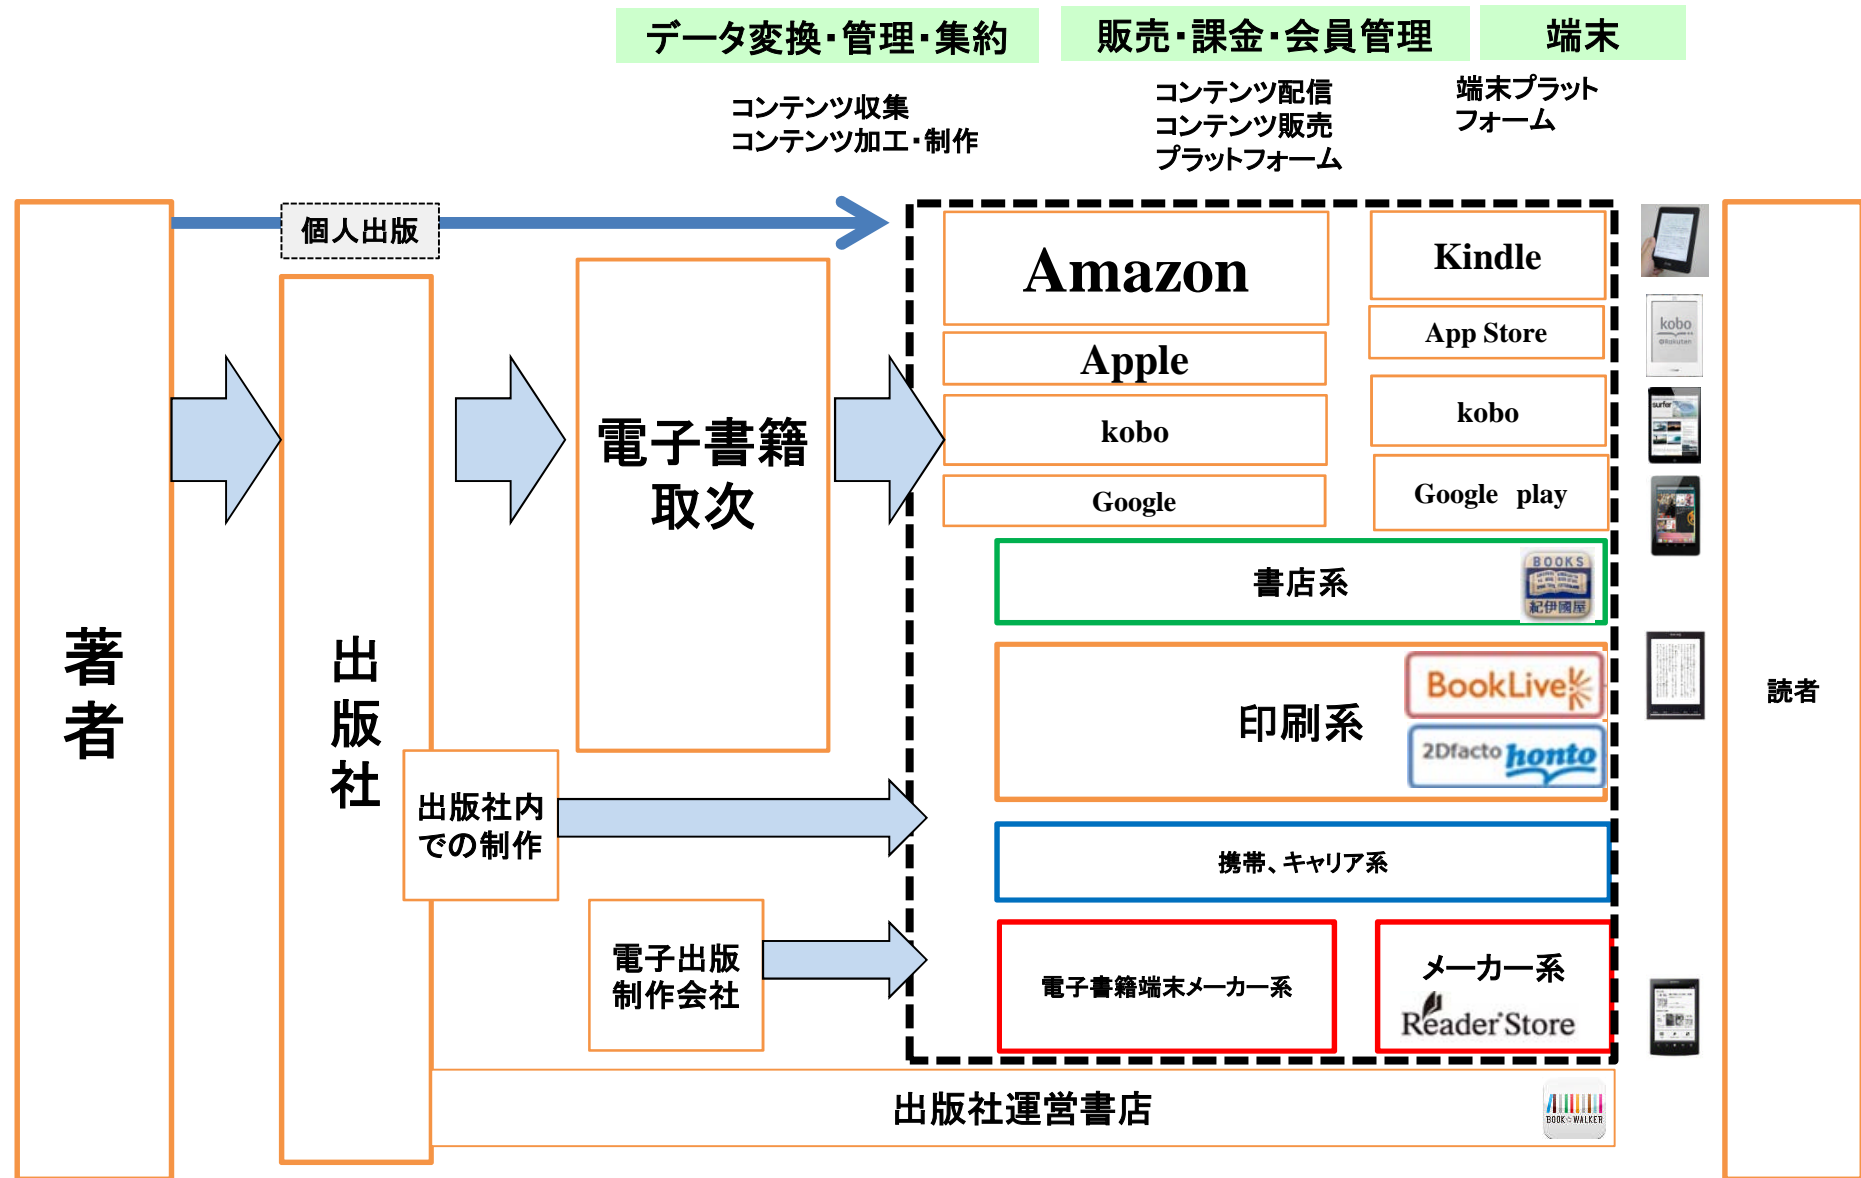 データ変換・管理・集約
販売・課金・会員管理
端末
コンテンツ収集
コンテンツ加工・制作
コンテンツ配信
コンテンツ販売
プラットフォーム
端末プラット
フォーム
著者
個人出版
出版社
電子書籍
取次
出版社内
での制作
電子出版
制作会社
Amazon
Kindle
Apple
App Store
kobo
kobo
Google
Google play
書店系
BOOKS
紀伊國屋
印刷系
BookLive
2Dfacto honto
携帯、キャリア系
電子書籍端末メーカー系
メーカー系
Reader Store
出版社運営書店
BOOK☆WALKER
kobo
Rakuten
surfer
読者